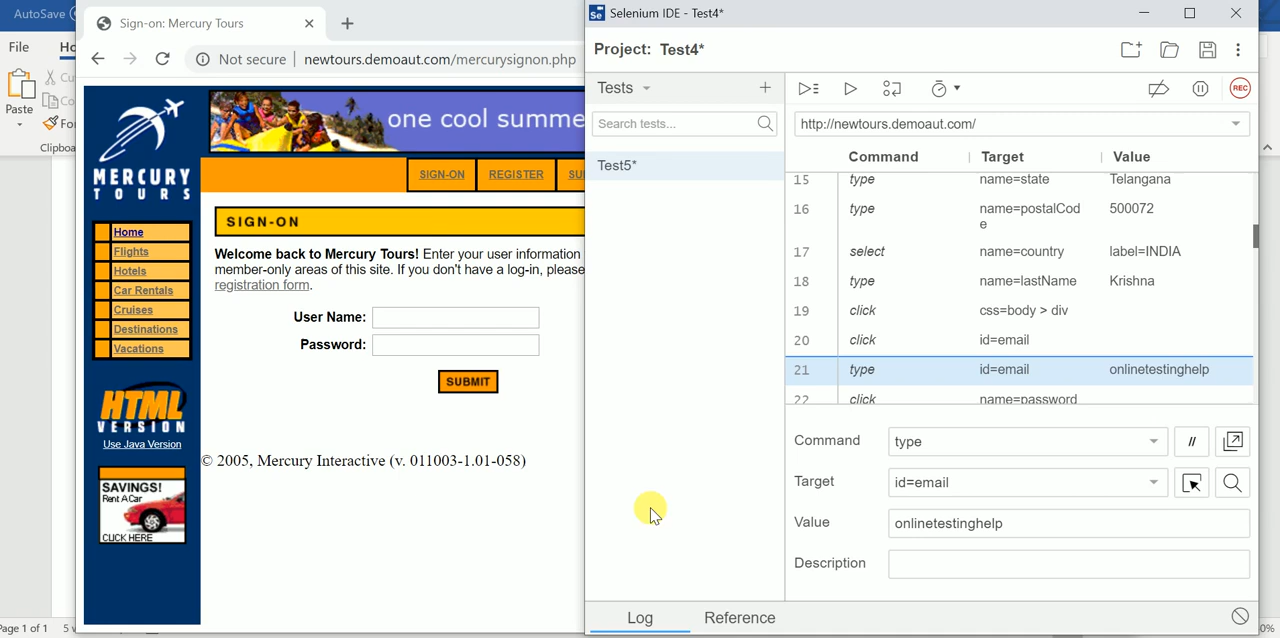 AutoSave
File
Ho
Cu
Co
Fo
Paste
Clipboa
Page 1 of 1
Sign-on: Mercury Tours
Not secure | newtours.demoaut.com/mercurysignon.php
MERCURY
TOURS
one cool summe
SIGN-ON
REGISTER
SU
SIGN-ON
Welcome back to Mercury Tours! Enter your user information
member-only areas of this site. If you don't have a log-in, please
registration form.
User Name:
Password:
SUBMIT
Home
Flights
Hotels
Car Rentals
Cruises
Destinations
Vacations
HTML
VERSION
Use Java Version
SAVINGS!
Rent A Car
CLICK HERE
© 2005, Mercury Interactive (v. 011003-1.01-058)
Se Selenium IDE - Test4*
Project: Test4*
Tests
Search tests...
Test5*
REC
http://newtours.demoaut.com/
Command Target Value
15 type name=state Telangana
16 type name=postalCod 500072
e
17 select name=country label=INDIA
18 type name=lastName Krishna
19 click css=body > div
20 click id=email
21 type id=email onlinetestinghelp
22 click name=password
Command type //
Target id=email
Value onlinetestinghelp
Description
Log Reference